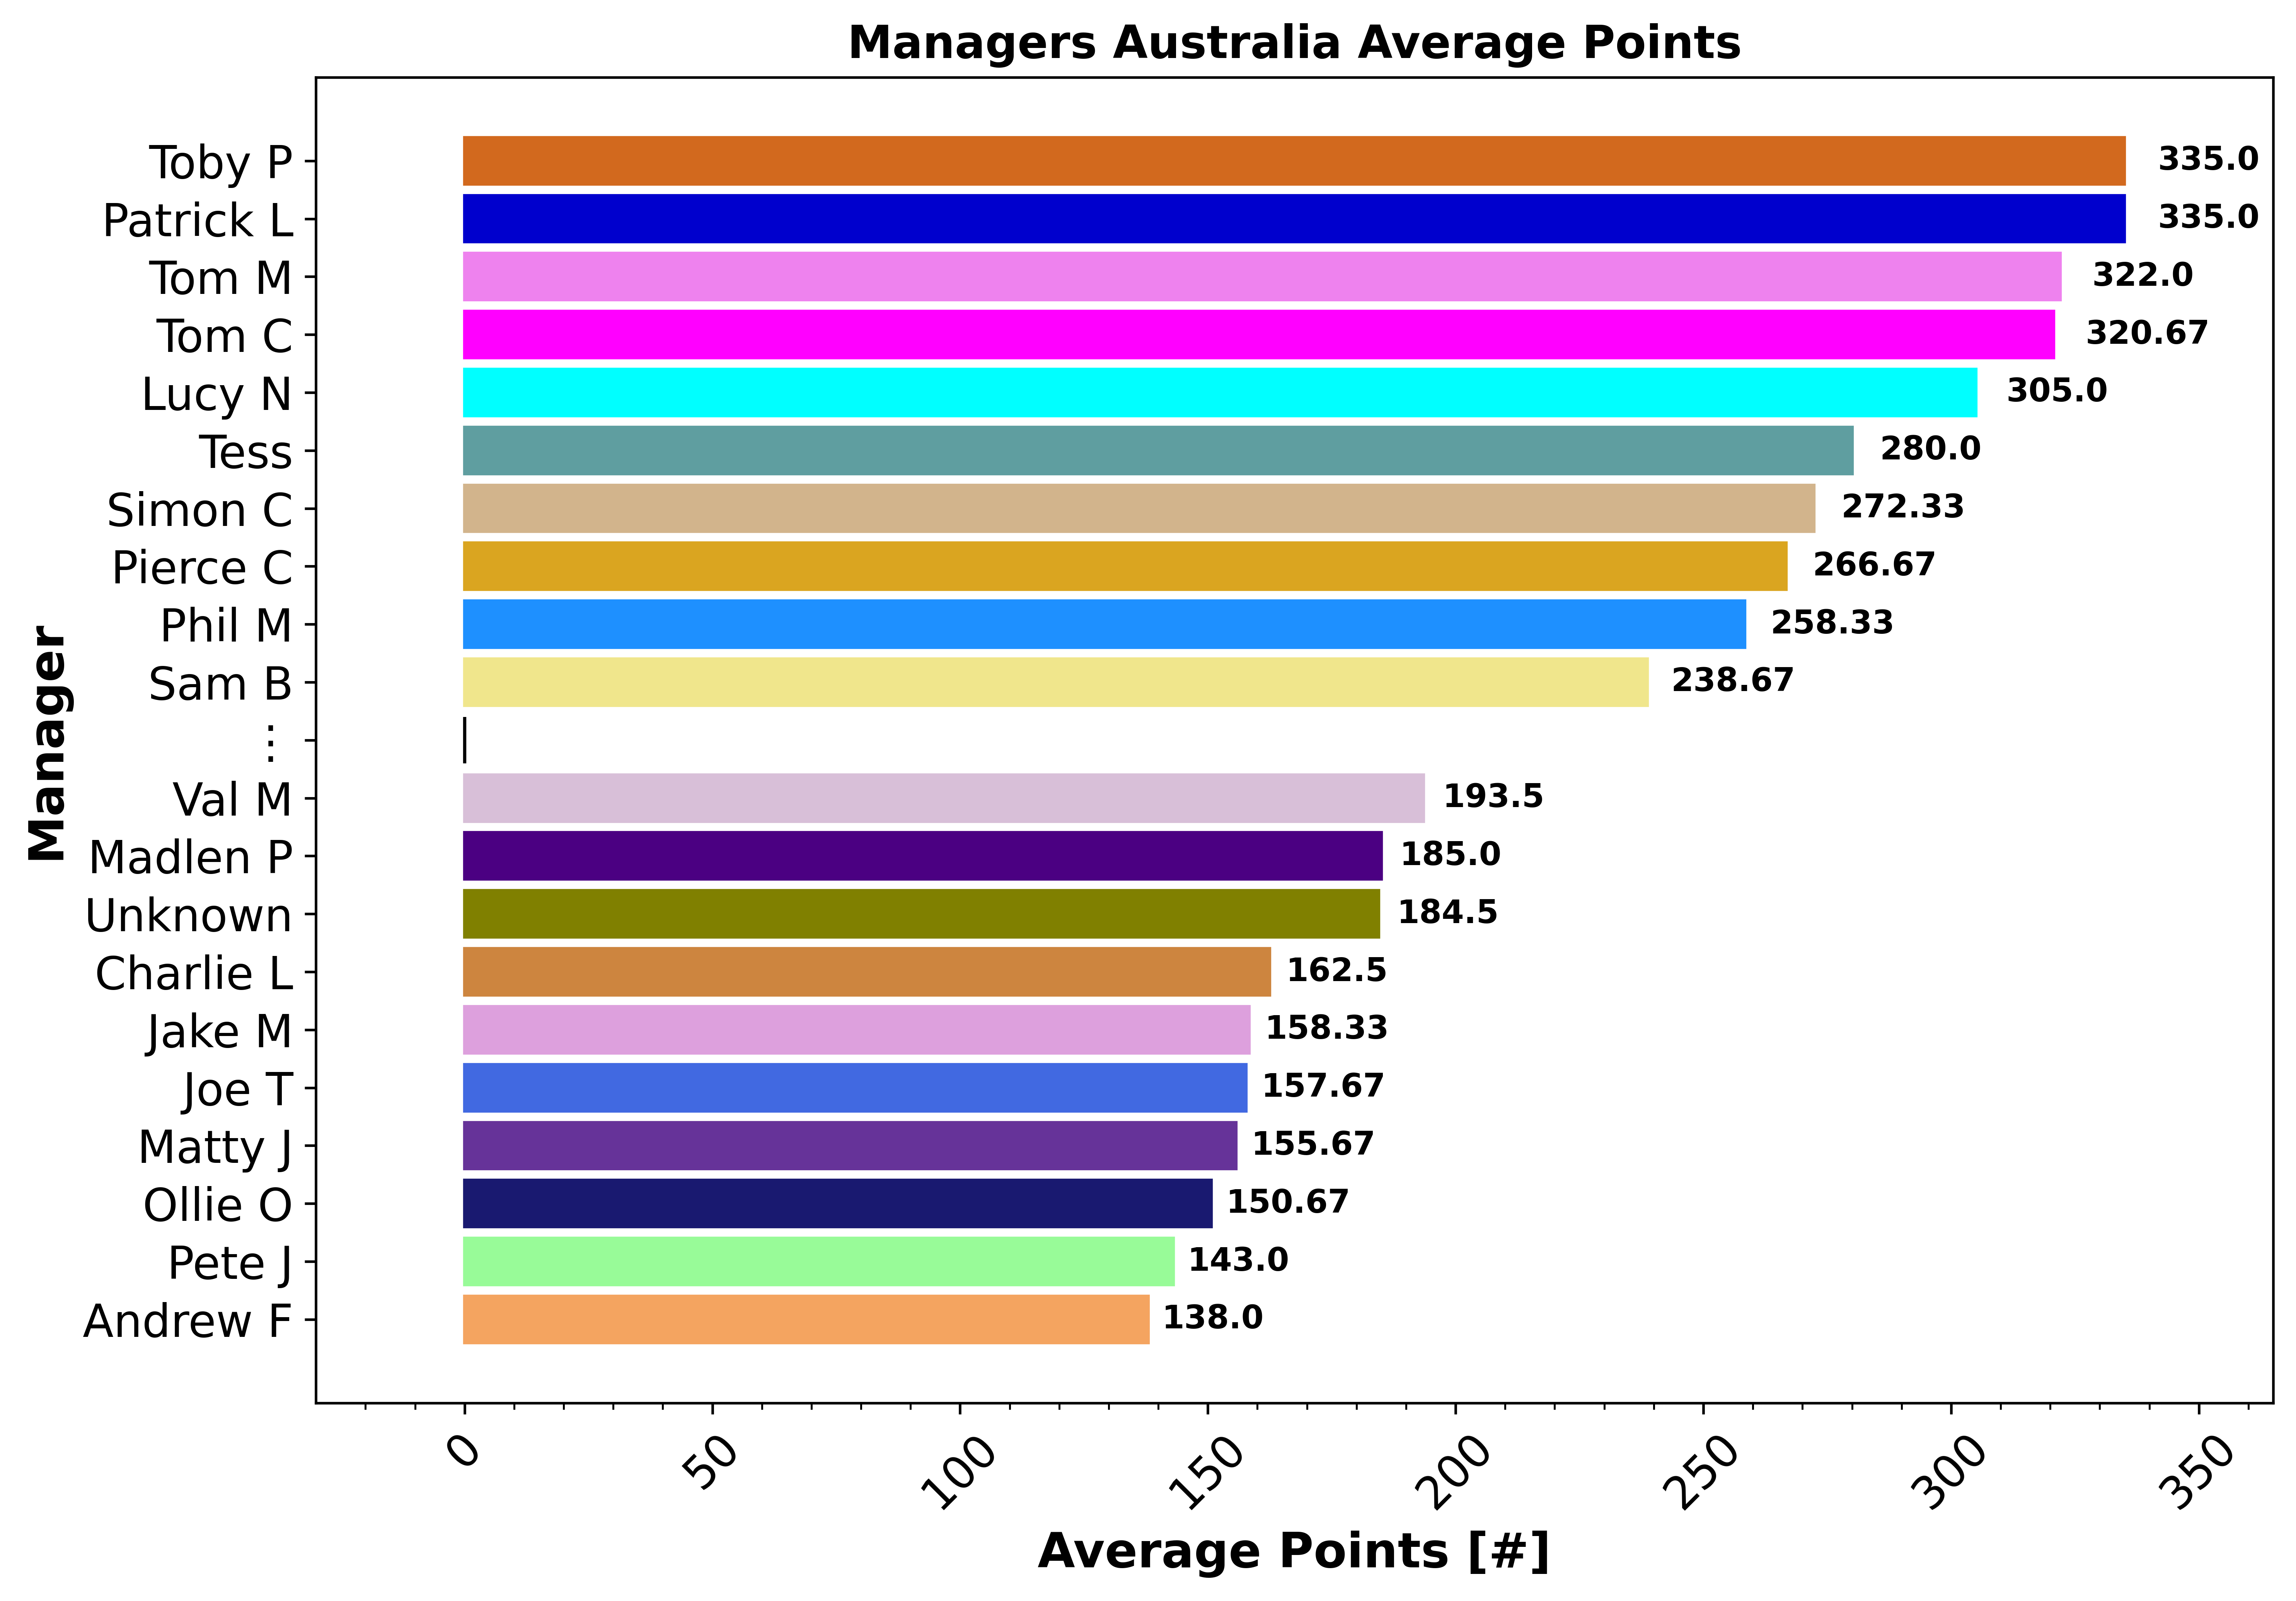 Managers Australia Average Points
Manager
Toby P 335.0
Patrick L 335.0
Tom M 322.0
Tom C 320.67
Lucy N 305.0
Tess 280.0
Simon C 272.33
Pierce C 266.67
Phil M 258.33
Sam B 238.67
⋮
Val M 193.5
Madlen P 185.0
Unknown 184.5
Charlie L 162.5
Jake M 158.33
Joe T 157.67
Matty J 155.67
Ollie O 150.67
Pete J 143.0
Andrew F 138.0
0 50 100 150 200 250 300 350
Average Points [#]